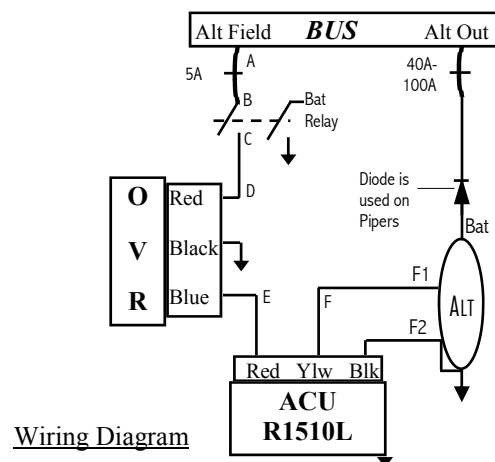 Alt Field BUS Alt Out
A
5A
40A-
100A
B
Bat
Relay
C
Diode is
used on
Pipers
D
O Red
Bat
V Black
F1
R Blue
E
F
ALT
F2
Red Ylw Blk
ACU
R1510L
Wiring Diagram